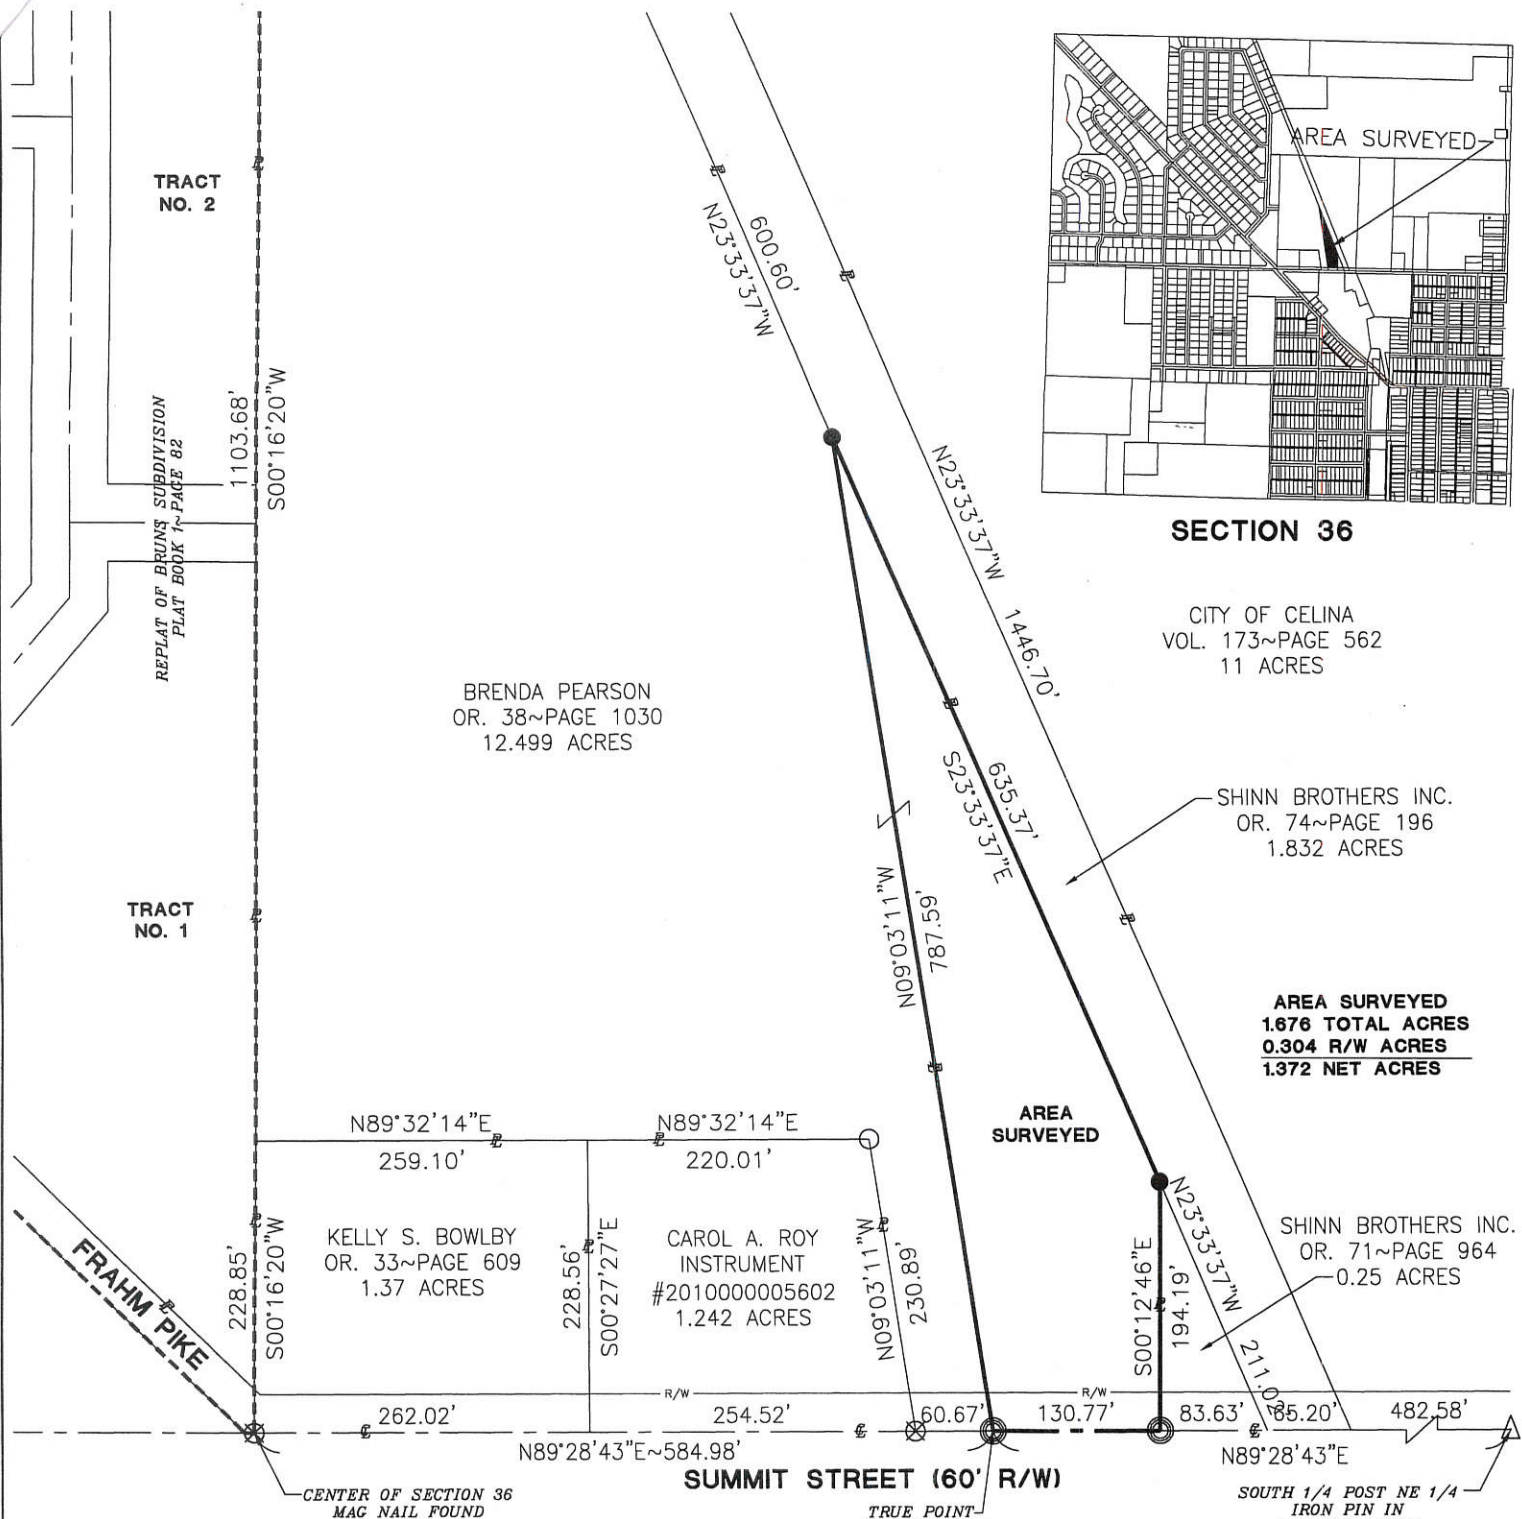 TRACT
NO. 2
600.60'
N23°33'37"W
AREA SURVEYED
SECTION 36
1103.68'
S00°16'20"W
REPLAT OF BRUNS SUBDIVISION
PLAT BOOK 1~PAGE 82
N23°33'37"W
1446.70'
CITY OF CELINA
VOL. 173~PAGE 562
11 ACRES
BRENDA PEARSON
OR. 38~PAGE 1030
12.499 ACRES
635.37'
S23°33'37"E
SHINN BROTHERS INC.
OR. 74~PAGE 196
1.832 ACRES
TRACT
NO. 1
N09°03'11"W
787.59'
AREA SURVEYED
1.676 TOTAL ACRES
0.304 R/W ACRES
1.372 NET ACRES
AREA
SURVEYED
N89°32'14"E
259.10'
N89°32'14"E
220.01'
FRAHM PIKE
228.85'
S00°16'20"W
KELLY S. BOWLBY
OR. 33~PAGE 609
1.37 ACRES
228.56'
S00°27'27"E
CAROL A. ROY
INSTRUMENT
#2010000005602
1.242 ACRES
N09°03'11"W
230.89'
S00°12'46"E
194.19'
N23°33'37"W
211.02'
SHINN BROTHERS INC.
OR. 71~PAGE 964
0.25 ACRES
R/W
R/W
262.02'
254.52'
60.67'
130.77'
83.63'
65.20'
482.58'
N89°28'43"E~584.98'
N89°28'43"E
SUMMIT STREET (60' R/W)
CENTER OF SECTION 36
MAG NAIL FOUND
TRUE POINT
SOUTH 1/4 POST NE 1/4
IRON PIN IN